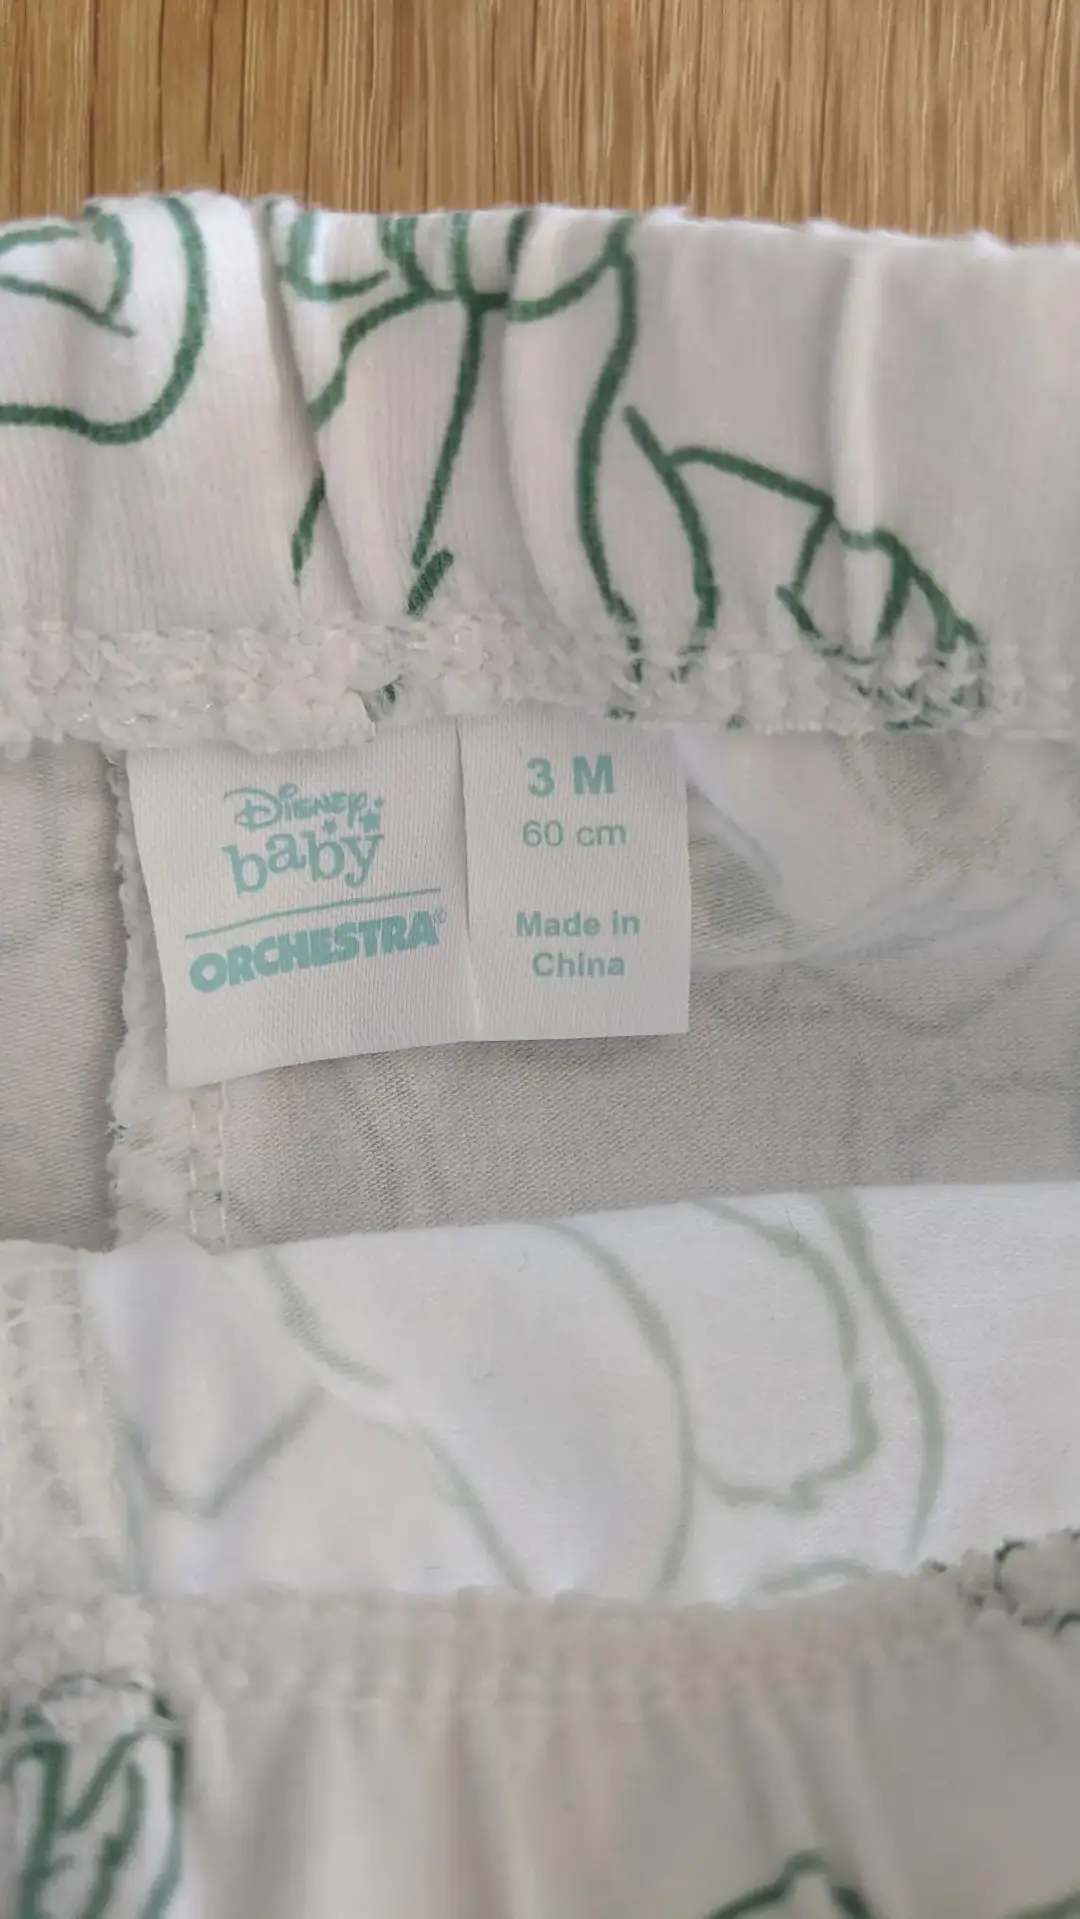 Disney
baby
ORCHESTRA®
3 M
60 cm
Made in
China